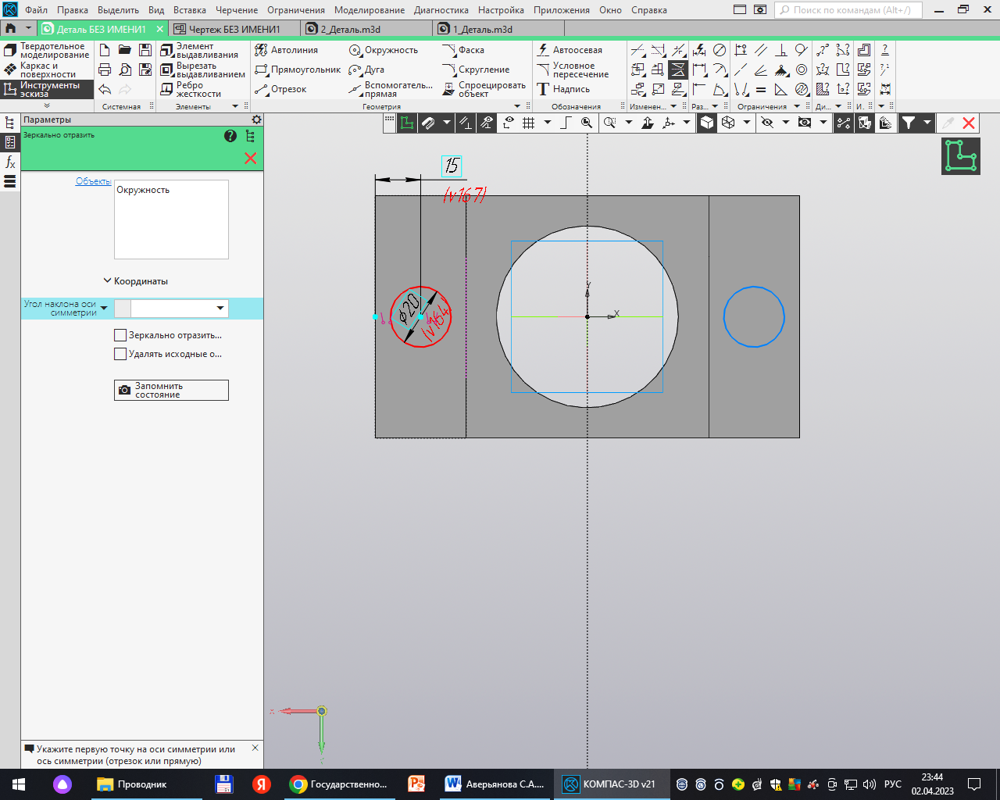 Файл Правка Выделить Вид Вставка Черчение Ограничения Моделирование Диагностика Настройка Приложения Окно Справка Поиск по командам (Alt+/)
Деталь БЕЗ ИМЕНИ1 Чертеж БЕЗ ИМЕНИ1 2_Деталь.m3d 1_Деталь.m3d
Твердотельное
моделирование
Каркас и
поверхности
Инструменты
эскиза
Системная
Элемент
выдавливания
Вырезать
выдавливанием
Ребро
жесткости
Элементы
Автолиния
Прямоугольник
Отрезок
Окружность
Дуга
Вспомогатель...
прямая
Фаска
Скругление
Спроецировать
объект
Геометрия
Автоосевая
Условное
пересечение
Надпись
Обозначения
Изменен...
Раз...
Ограничения
Ди...
И.
Параметры
Зеркально отразить
Объекты
Окружность
Координаты
Угол наклона оси
симметрии
Зеркально отразить...
Удалять исходные о...
Запомнить
состояние
15
(v167)
ϕ20
(v164)
Y
X
x
Укажите первую точку на оси симметрии или
ось симметрии (отрезок или прямую)
Проводник
Государственно...
Аверьянова С.А....
КОМПАС-3D v21
РУС
23:44
02.04.2023